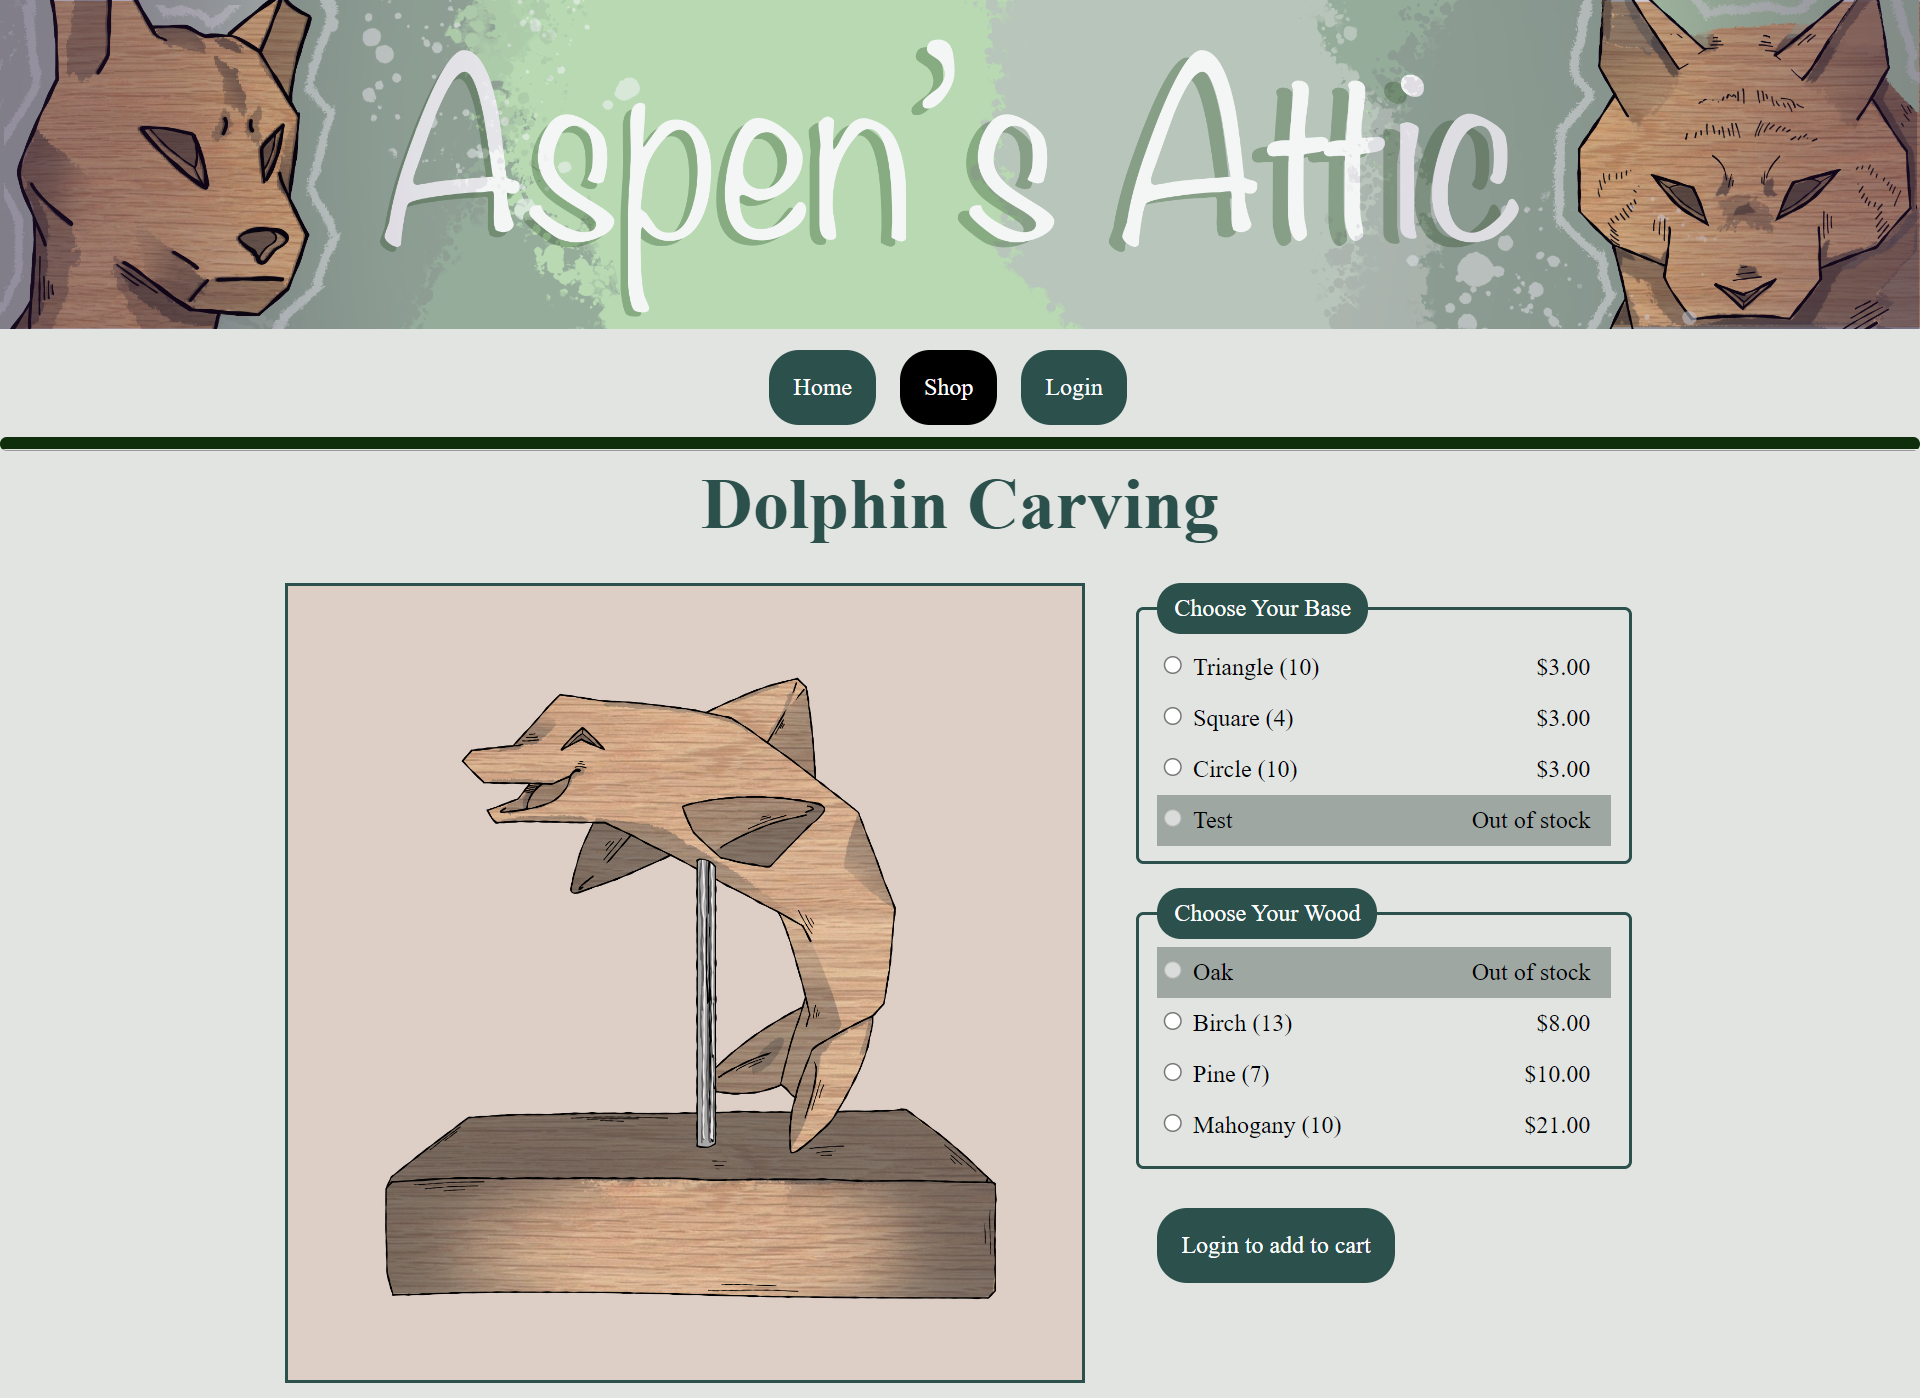 Aspen's Attic
Home Shop Login
Dolphin Carving
Choose Your Base
Triangle (10) $3.00
Square (4) $3.00
Circle (10) $3.00
Test Out of stock
Choose Your Wood
Oak Out of stock
Birch (13) $8.00
Pine (7) $10.00
Mahogany (10) $21.00
Login to add to cart